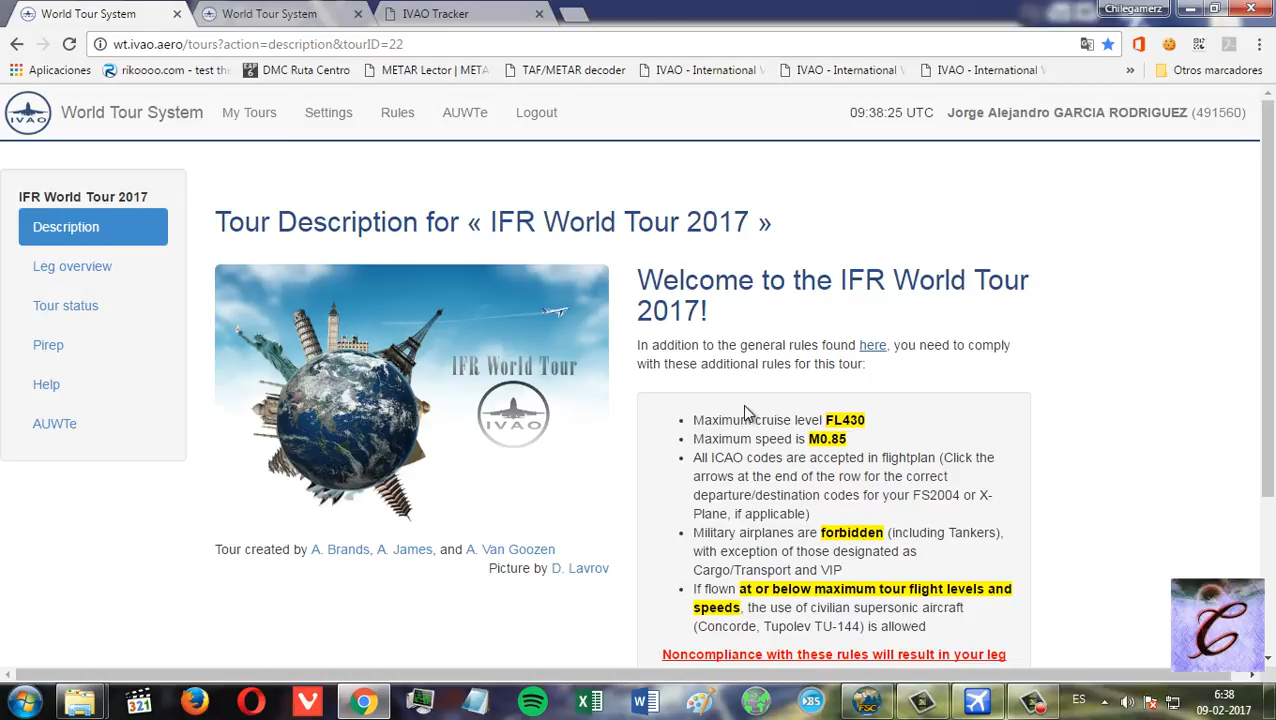 World Tour System
World Tour System
IVAO Tracker
Chilegamerz
wt.ivao.aero/tours?action=description&tourID=22
Aplicaciones
rikoooo.com - test the
DMC Ruta Centro
METAR Lector | META
TAF/METAR decoder
IVAO - International V
IVAO - International V
IVAO - International V
»
Otros marcadores
IVAO
World Tour System
My Tours
Settings
Rules
AUWTe
Logout
09:38:25 UTC
Jorge Alejandro GARCIA RODRIGUEZ (491560)
IFR World Tour 2017
Description
Leg overview
Tour status
Pirep
Help
AUWTe
Tour Description for « IFR World Tour 2017 »
IFR World Tour
IVAO
Tour created by A. Brands, A. James, and A. Van Goozen
Picture by D. Lavrov
Welcome to the IFR World Tour
2017!
In addition to the general rules found here, you need to comply
with these additional rules for this tour:
• Maximum cruise level FL430
• Maximum speed is M0.85
• All ICAO codes are accepted in flightplan (Click the
arrows at the end of the row for the correct
departure/destination codes for your FS2004 or X-
Plane, if applicable)
• Military airplanes are forbidden (including Tankers),
with exception of those designated as
Cargo/Transport and VIP
• If flown at or below maximum tour flight levels and
speeds, the use of civilian supersonic aircraft
(Concorde, Tupolev TU-144) is allowed
Noncompliance with these rules will result in your leg
C
321
FSC
ES
6:38
09-02-2017